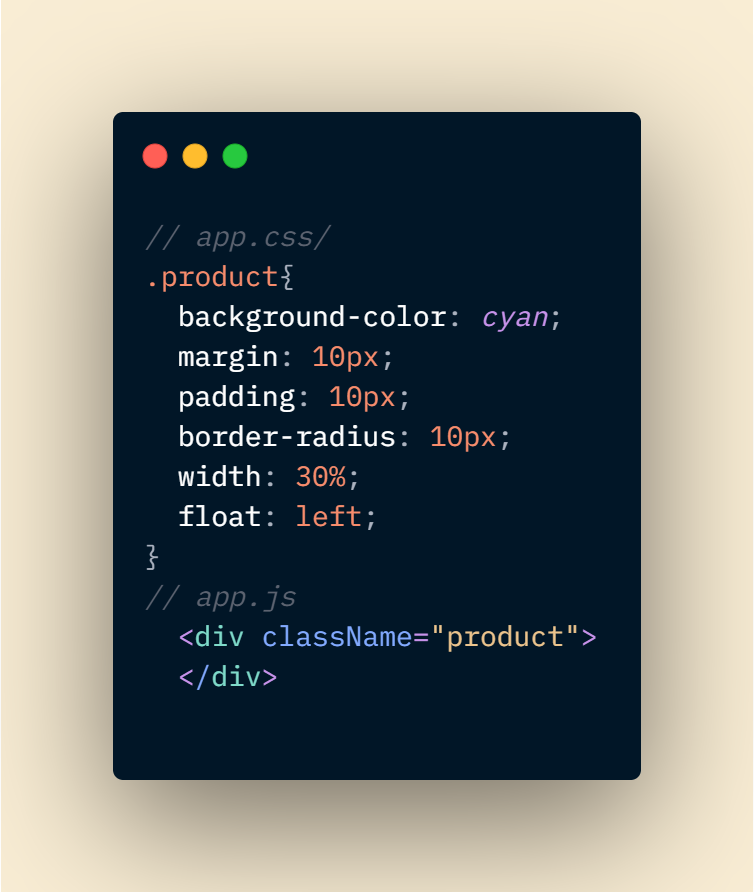 // app.css/
.product{
  background-color: cyan;
  margin: 10px;
  padding: 10px;
  border-radius: 10px;
  width: 30%;
  float: left;
}
// app.js
  <div className="product">
  </div>